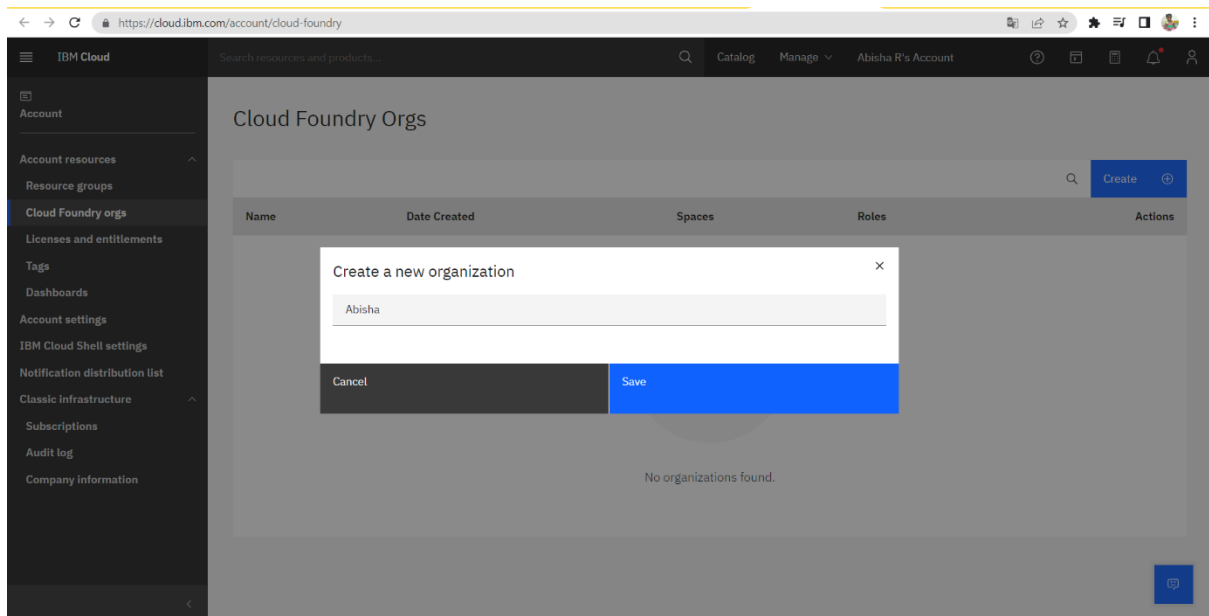 https://cloud.ibm.com/account/cloud-foundry
IBM Cloud
Search resources and products...
Catalog
Manage
Abisha R's Account
Account
Account resources
Resource groups
Cloud Foundry orgs
Licenses and entitlements
Tags
Dashboards
Account settings
IBM Cloud Shell settings
Notification distribution list
Classic infrastructure
Subscriptions
Audit log
Company information
Cloud Foundry Orgs
Create
Name Date Created Spaces Roles Actions
Create a new organization
Abisha
Cancel
Save
No organizations found.